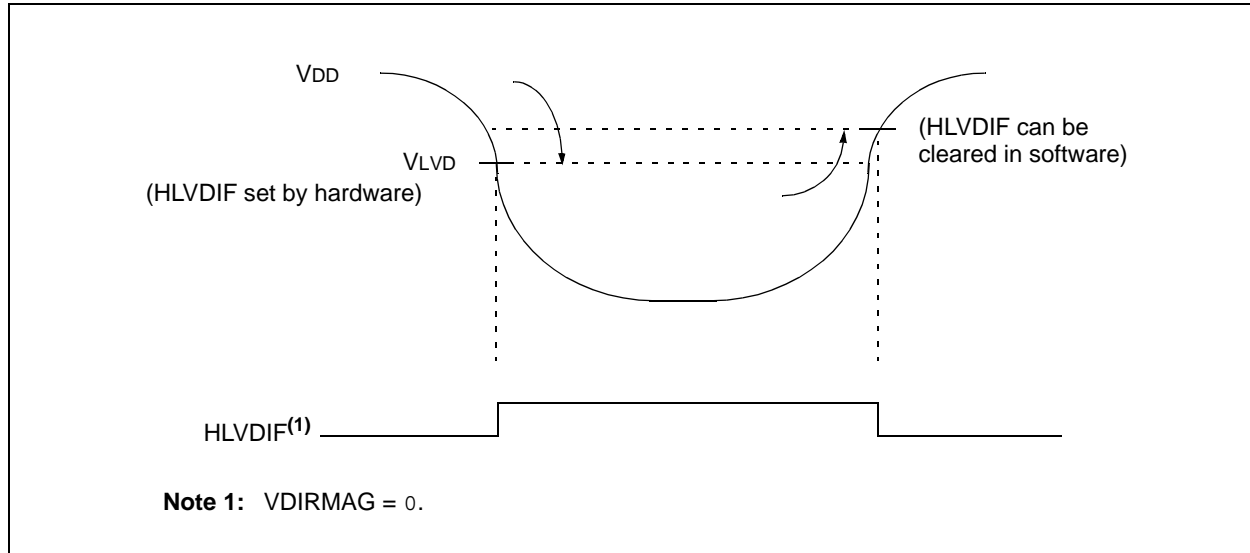 VDD
(HLVDIF can be
cleared in software)
VLVD
(HLVDIF set by hardware)
HLVDIF(1)
Note 1: VDIRMAG = 0.